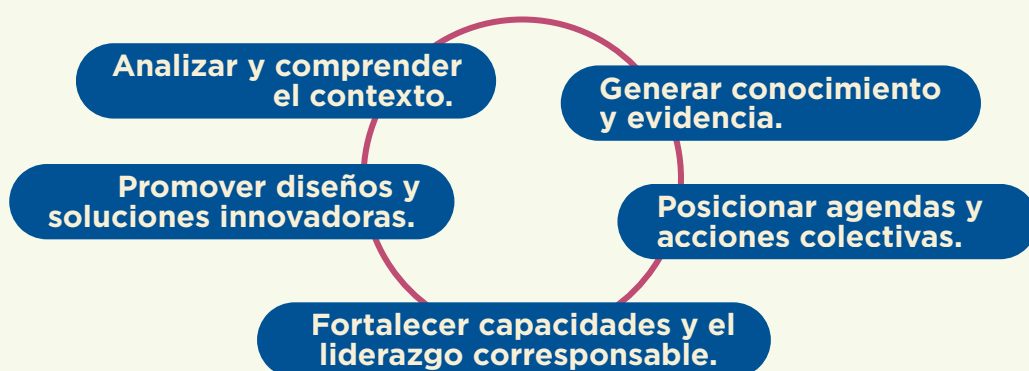 Analizar y comprender
el contexto.
Generar conocimiento
y evidencia.
Promover diseños y
soluciones innovadoras.
Posicionar agendas y
acciones colectivas.
Fortalecer capacidades y el
liderazgo corresponsable.